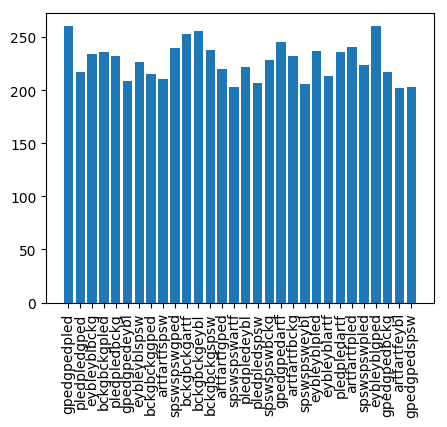 250
200
150
100
50
0
gpedgpedpled
pledpledgped
eybleyblbckg
bckgbckgpled
pledpledbckg
gpedgpedeybl
eybleyblspsw
bckgbckggped
artfartfspsw
spswspswgped
bckgbckgartf
bckgbckgeybl
bckgbckgspsw
artfartfgped
spswspswartf
pledpledeybl
pledpledspsw
spswspswbckg
gpedgpedartf
artfartfbckg
spswspsweybl
eybleyblpled
eybleyblartf
pledpledartf
artfartfpled
spswspswpled
eybleyblgped
gpedgpedbckg
artfartfeybl
gpedgpedspsw